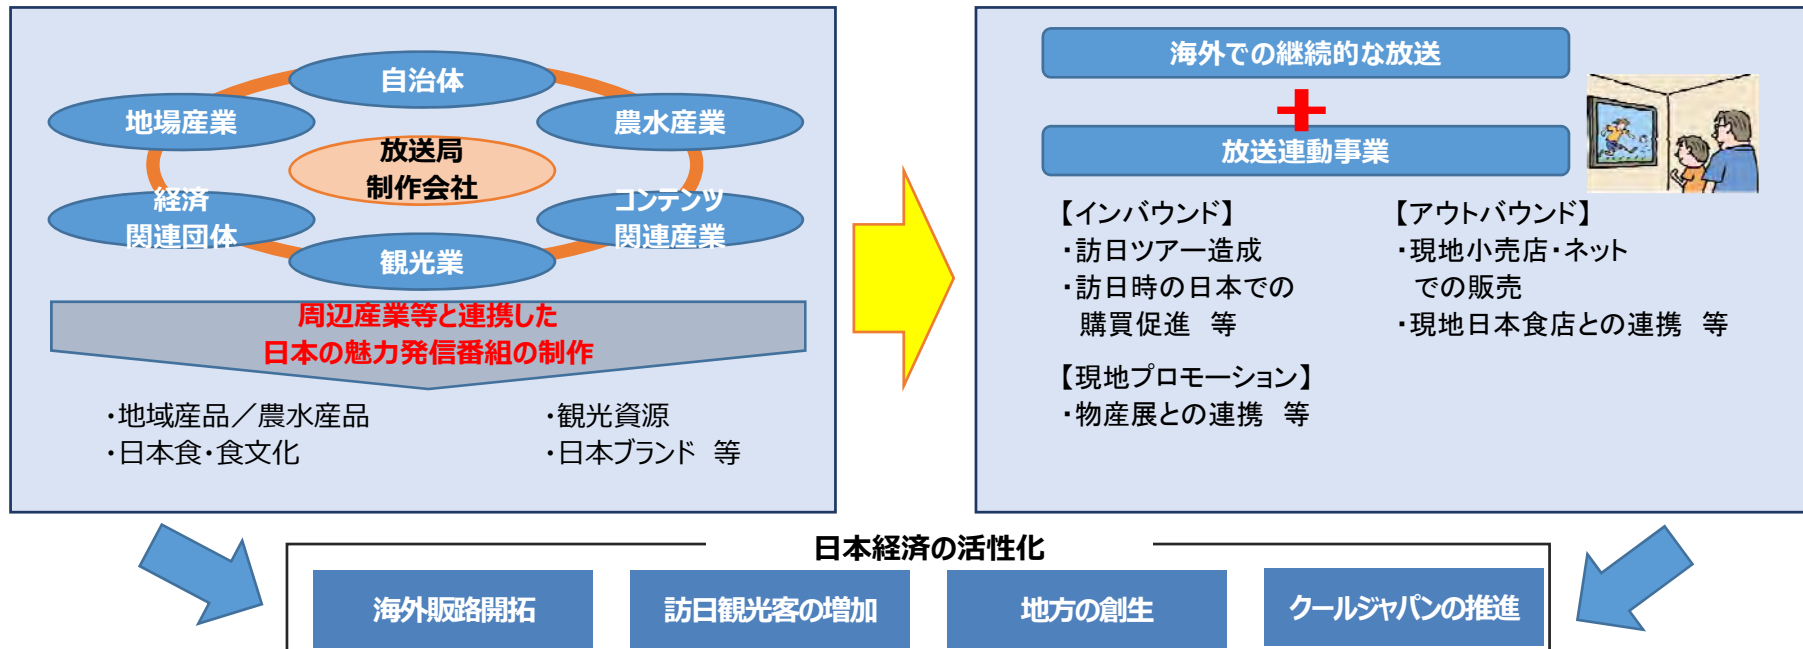 自治体
地場産業
農水産業
放送局
制作会社
経済
関連団体
コンテンツ
関連産業
観光業
周辺産業等と連携した
日本の魅力発信番組の制作
・地域産品／農水産品
・日本食・食文化
・観光資源
・日本ブランド 等
海外での継続的な放送
+
放送連動事業
【インバウンド】
・訪日ツアー造成
・訪日時の日本での
購買促進 等
【アウトバウンド】
・現地小売店・ネット
での販売
・現地日本食店との連携 等
【現地プロモーション】
・物産展との連携 等
日本経済の活性化
海外販路開拓
訪日観光客の増加
地方の創生
クールジャパンの推進